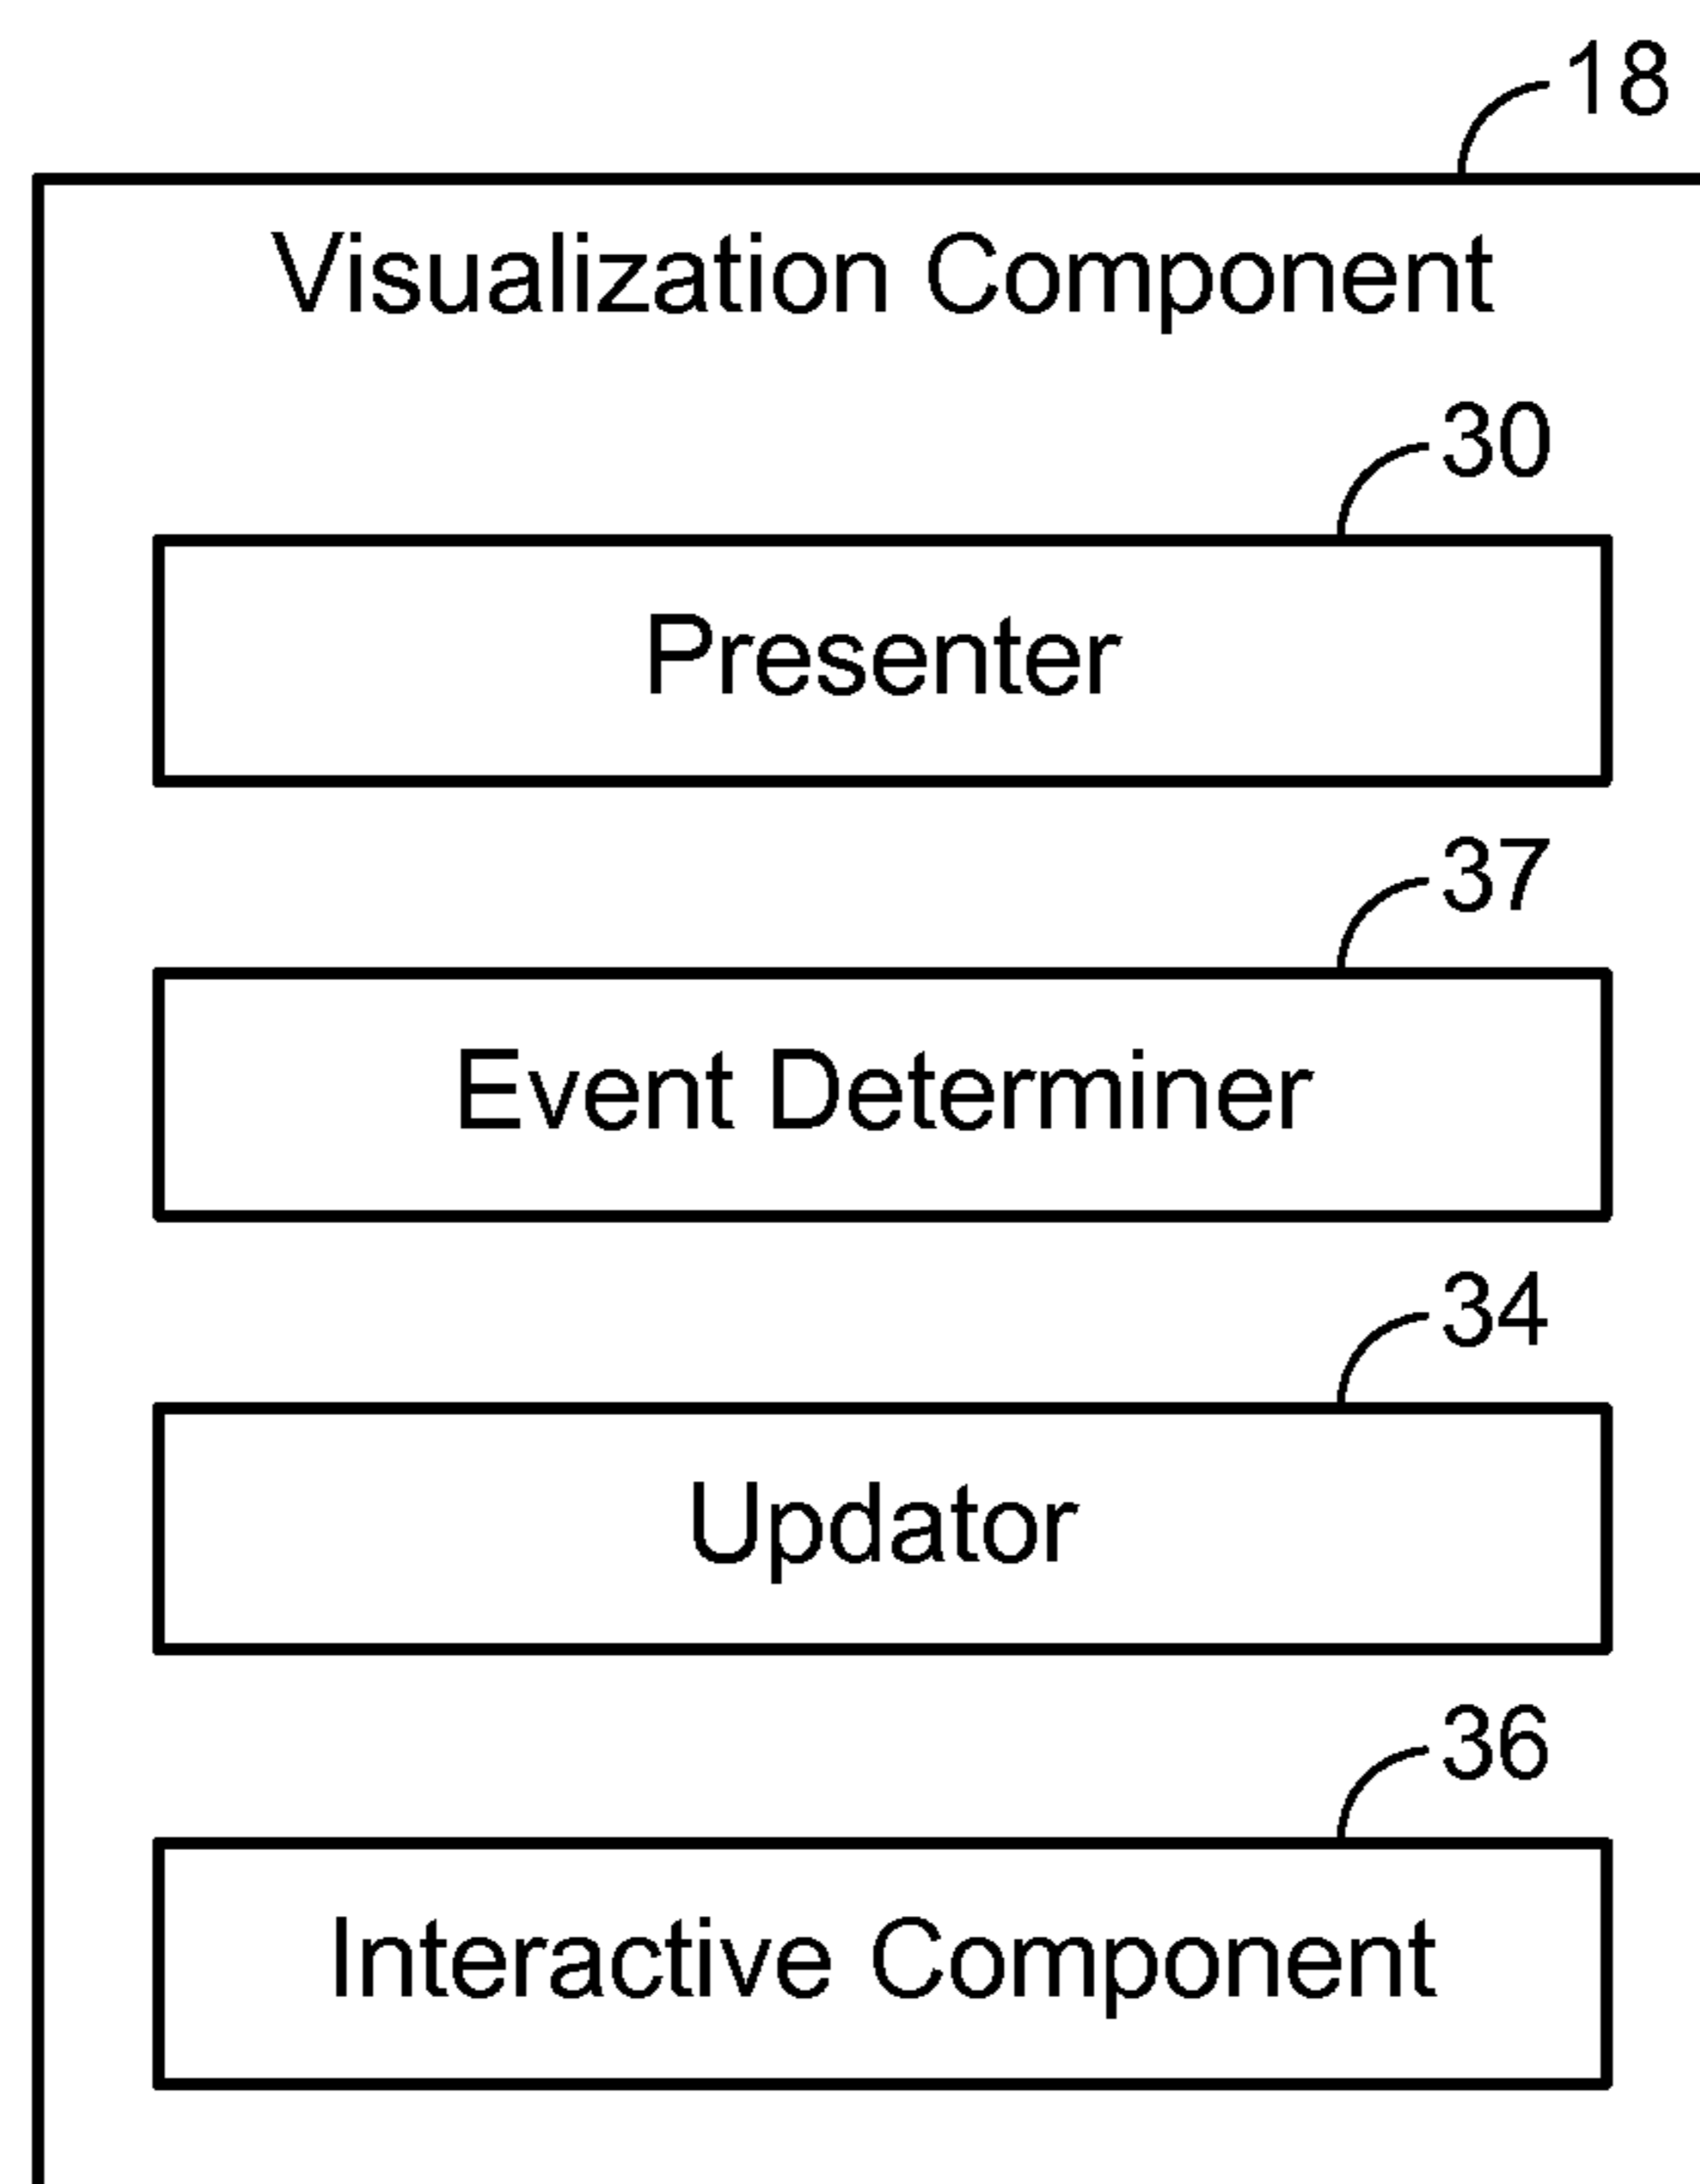 18
Visualization Component
30
Presenter
37
Event Determiner
34
Updator
36
Interactive Component